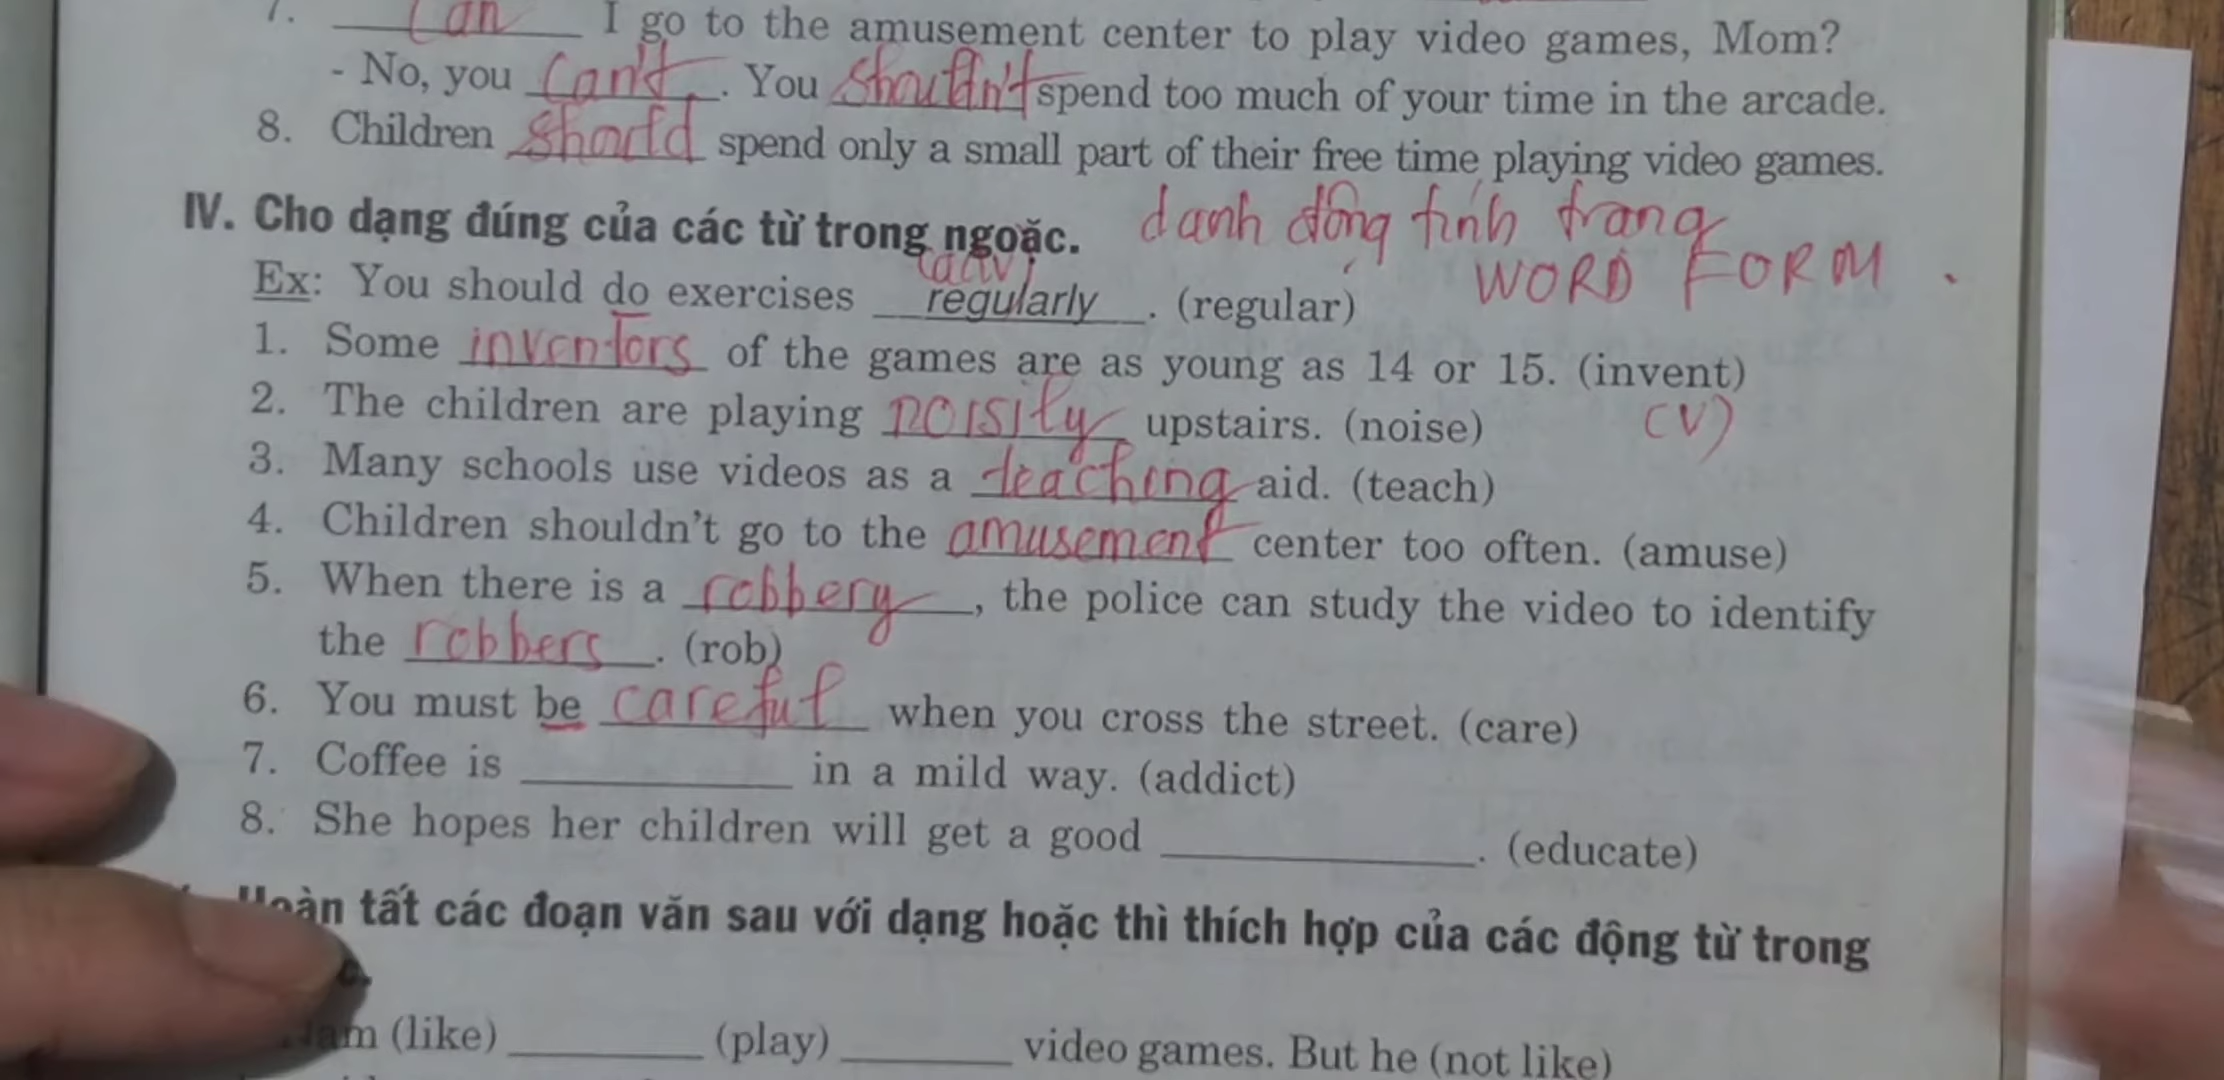 7. Can I go to the amusement center to play video games, Mom?
- No, you can't. You shouldn't spend too much of your time in the arcade.
8. Children should spend only a small part of their free time playing video games.
IV. Cho dạng đúng của các từ trong ngoặc. danh động tính trạng
(adv) WORD FORM.
Ex: You should do exercises regularly. (regular)
1. Some inventors of the games are as young as 14 or 15. (invent)
(V)
2. The children are playing noisily upstairs. (noise)
3. Many schools use videos as a teaching aid. (teach)
4. Children shouldn't go to the amusement center too often. (amuse)
5. When there is a robbery, the police can study the video to identify
the robbers. (rob)
6. You must be careful when you cross the street. (care)
7. Coffee is __________ in a mild way. (addict)
8. She hopes her children will get a good __________. (educate)
tất các đoạn văn sau với dạng hoặc thì thích hợp của các động từ trong
(like) ________ (play) ________ video games. But he (not like)